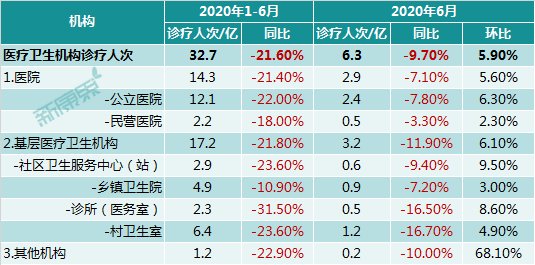 机构 2020年1-6月 2020年6月
诊疗人次/亿 同比 诊疗人次/亿 同比 环比
医疗卫生机构诊疗人次 32.7 -21.60% 6.3 -9.70% 5.90%
1.医院 14.3 -21.40% 2.9 -7.10% 5.60%
-公立医院 12.1 -22.00% 2.4 -7.80% 6.30%
-民营医院 2.2 -18.00% 0.5 -3.30% 2.30%
2.基层医疗卫生机构 17.2 -21.80% 3.2 -11.90% 6.10%
-社区卫生服务中心（站） 2.9 -23.60% 0.6 -9.40% 9.50%
-乡镇卫生院 4.9 -10.90% 0.9 -7.20% 3.00%
-诊所（医务室） 2.3 -31.50% 0.5 -16.50% 8.60%
-村卫生室 6.4 -23.60% 1.2 -16.70% 4.90%
3.其他机构 1.2 -22.90% 0.2 -10.00% 68.10%